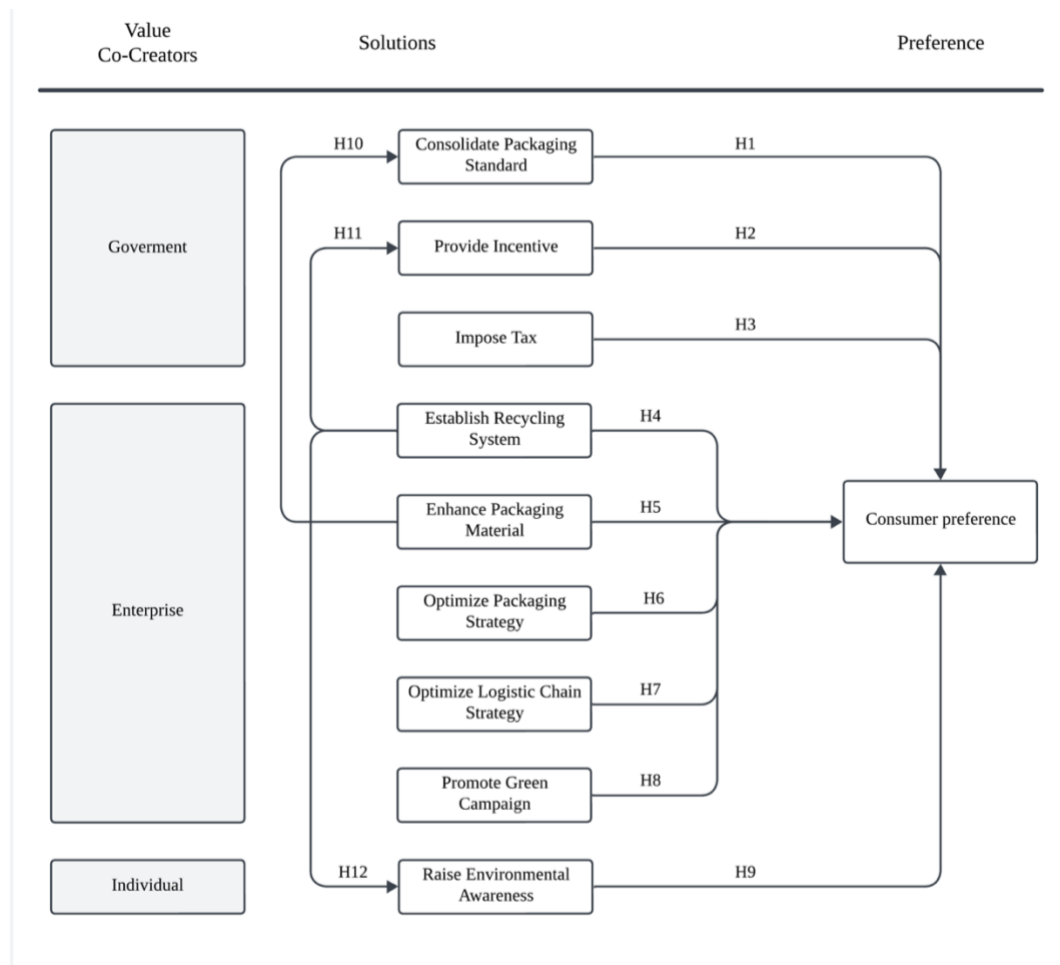 Value
Co-Creators
Solutions
Preference
H10
Consolidate Packaging
Standard
H1
Goverment
H11
Provide Incentive
H2
Impose Tax
H3
Establish Recycling
System
H4
Enhance Packaging
Material
H5
Consumer preference
Enterprise
Optimize Packaging
Strategy
H6
Optimize Logistic Chain
Strategy
H7
Promote Green
Campaign
H8
Individual
H12
Raise Environmental
Awareness
H9